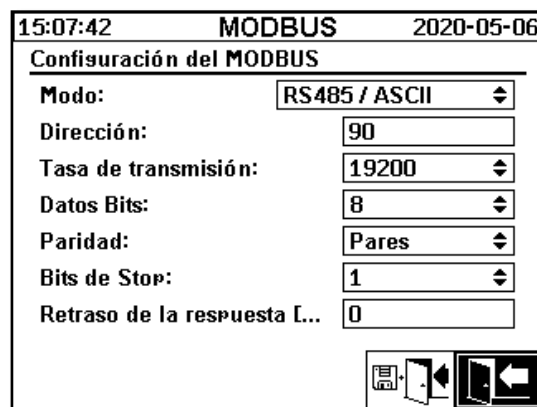 15:07:42 MODBUS 2020-05-06
Configuración del MODBUS
Modo: RS485 / ASCII
Dirección: 90
Tasa de transmisión: 19200
Datos Bits: 8
Paridad: Pares
Bits de Stop: 1
Retraso de la respuesta [... 0